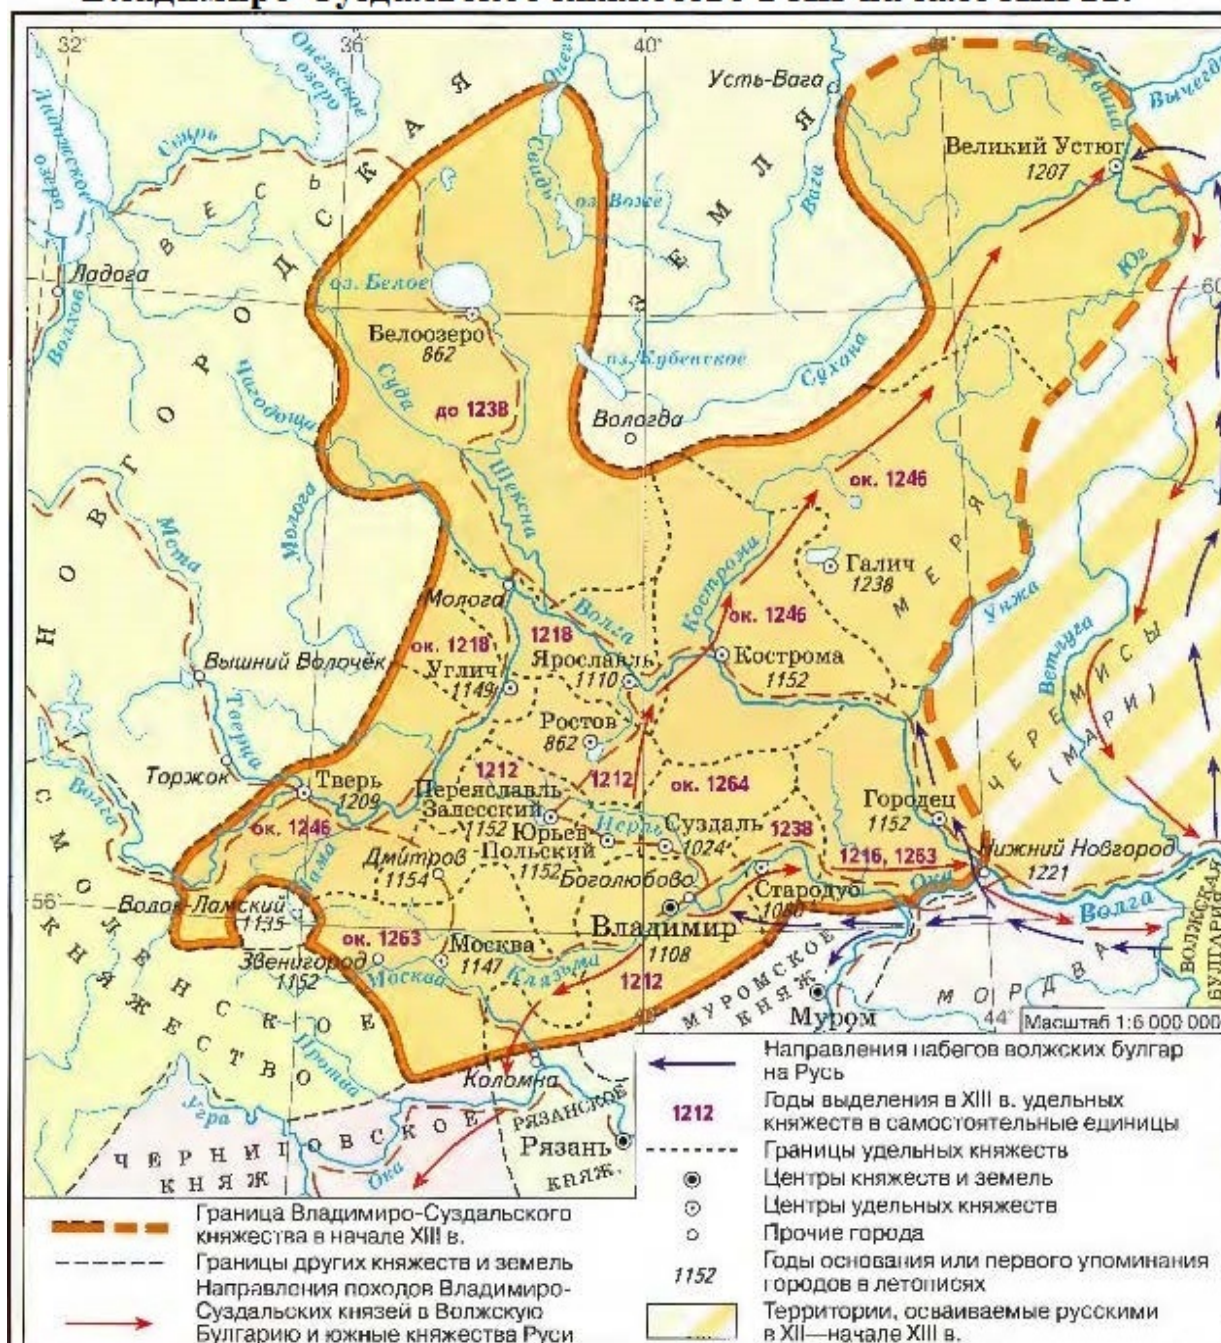 32°
36°
40°
44°
Онежское
озеро
Онега
Сев. Двина
Вычегда
Усть-Вага
Ладожское
озеро
Свирь
ВЕСЬ
НОВГОРОДСКАЯ
ЗЕМЛЯ
Свидь
оз. Воже
Вага
Великий Устюг
1207
Юг
60
Ладога
Волхов
оз. Белое
Белоозеро
862
оз. Кубенское
Сухона
Чагодоща
Суда
до 1238
Вологда
Шексна
ок. 1246
Молога
Мста
Кострома
Галич
1238
МЕРЯ
Унжа
Ветлуга
Молога
Волга
ок. 1246
ок. 1218
1218
Вышний Волочёк
Углич
1149
Ярославль
1110
Кострома
1152
ЧЕРЕМИСЫ
(МАРИ)
Тверца
Ростов
862
Торжок
Тверь
1209
1212
1212
ок. 1264
Волга
Переяславль-
Залесский
1152
Городец
1152
ок. 1246
Нерль
Суздаль
1024
1238
Юрьев-
Польский
1152
Дмитров
1154
1216, 1263
Нижний Новгород
1221
Лама
Боголюбово
Стародуб
Ока
56°
Волок-Ламский
1135
Владимир
1108
Волга
ВОЛЖСКАЯ
БУЛГАРИЯ
ок. 1263
Москва
1147
Звенигород
1152
Москва
Клязьма
1212
МУРОМСКОЕ
КНЯЖ.
МОРДВА
СМОЛЕНСКОЕ
КНЯЖЕСТВО
Муром
44°
Масштаб 1:6 000 000
Протва
Коломна
Угра
РЯЗАНСКОЕ
КНЯЖ.
Рязань
ЧЕРНИГОВСКОЕ
КНЯЖ.
Ока
Направления набегов волжских булгар
на Русь
1212
Годы выделения в XIII в. удельных
княжеств в самостоятельные единицы
Границы удельных княжеств
Центры княжеств и земель
Центры удельных княжеств
Прочие города
1152
Годы основания или первого упоминания
городов в летописях
Территории, осваиваемые русскими
в XII—начале XIII в.
Граница Владимиро-Суздальского
княжества в начале XIII в.
Границы других княжеств и земель
Направления походов Владимиро-
Суздальских князей в Волжскую
Булгарию и южные княжества Руси